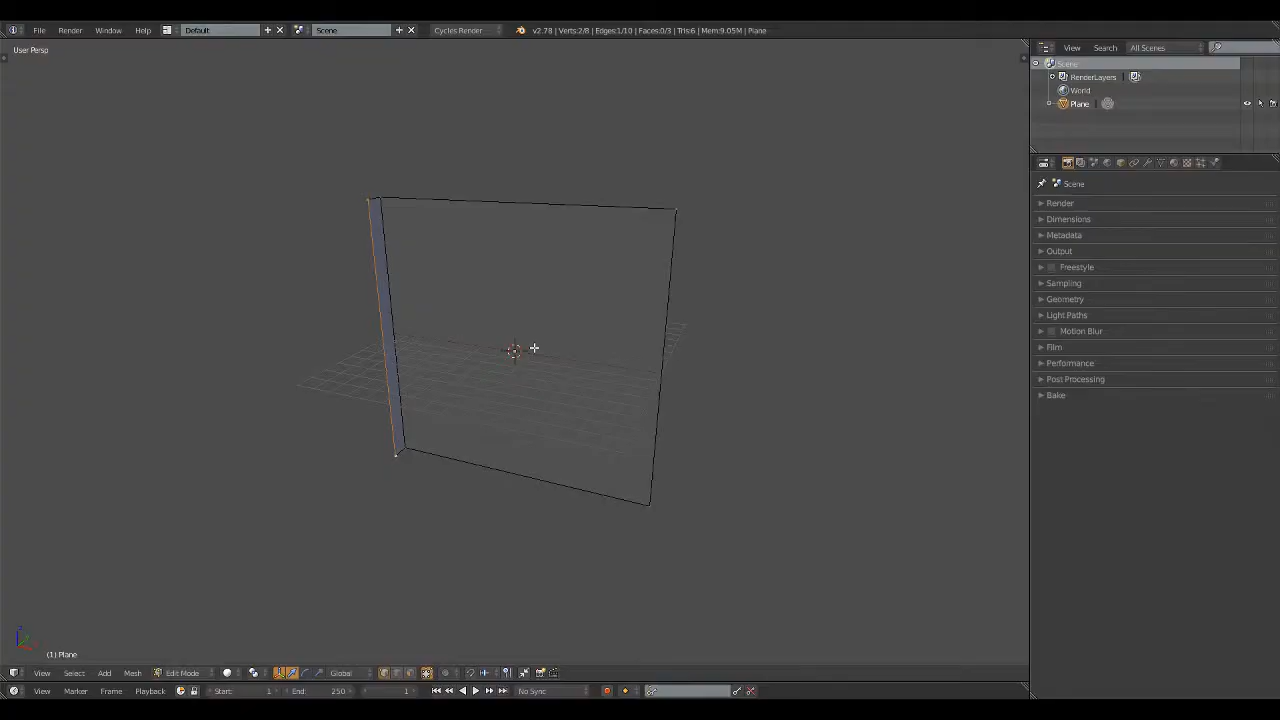 File Render Window Help Default Scene Cycles Render v2.78 | Verts:2/8 | Edges:1/10 | Faces:0/3 | Tris:6 | Mem:9.05M | Plane
User Persp
View Search All Scenes
Scene
RenderLayers
World
Plane
Scene
Render
Dimensions
Metadata
Output
Freestyle
Sampling
Geometry
Light Paths
Motion Blur
Film
Performance
Post Processing
Bake
(1) Plane
View Select Add Mesh Edit Mode Global
View Marker Frame Playback Start: 1 End: 250 1 No Sync